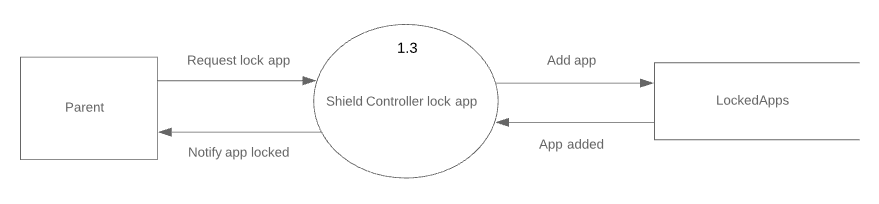 1.3
Request lock app
Add app
Parent
Shield Controller lock app
LockedApps
Notify app locked
App added